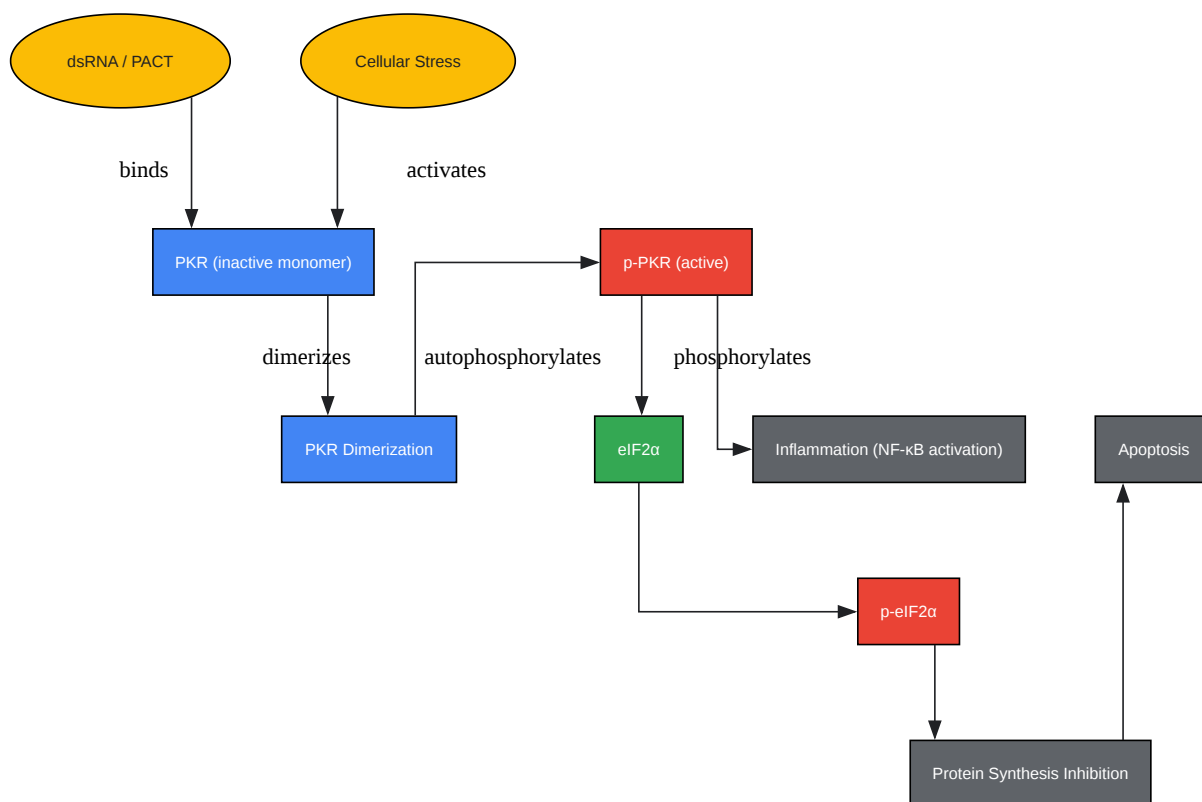 dsRNA / PACT
Cellular Stress
binds
activates
PKR (inactive monomer)
p-PKR (active)
dimerizes
autophosphorylates
phosphorylates
PKR Dimerization
eIF2α
Inflammation (NF-κB activation)
Apoptosis
p-eIF2α
Protein Synthesis Inhibition